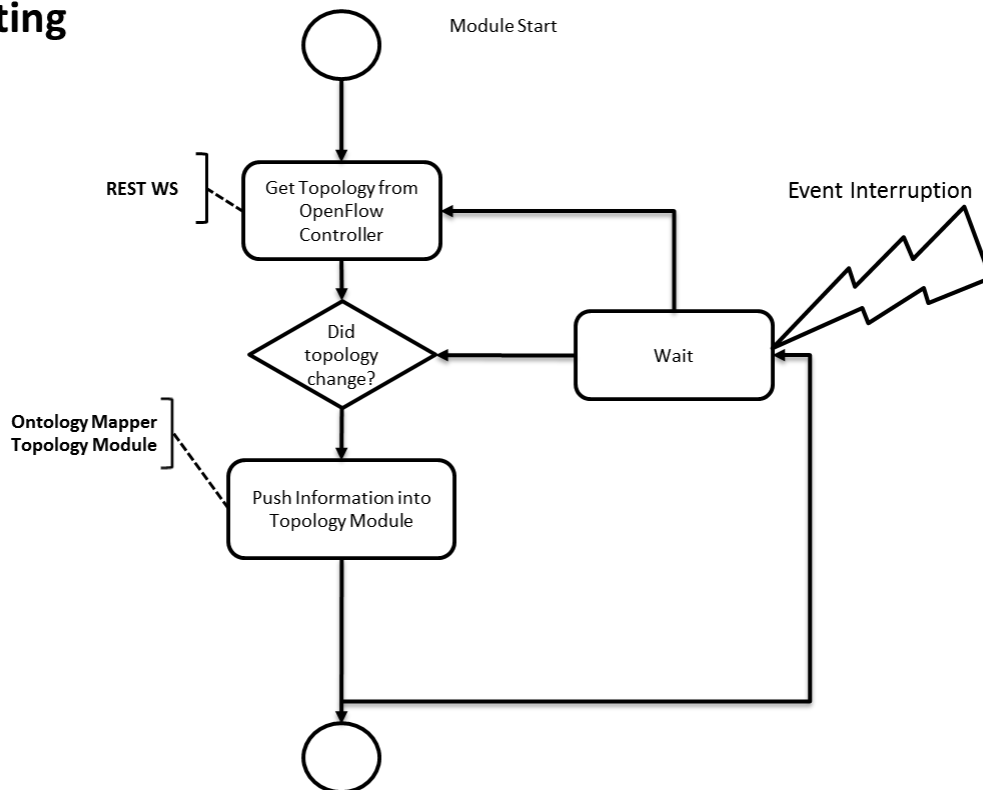 ting
Module Start
REST WS
Get Topology from
OpenFlow
Controller
Event Interruption
Did
topology
change?
Wait
Ontology Mapper
Topology Module
Push Information into
Topology Module